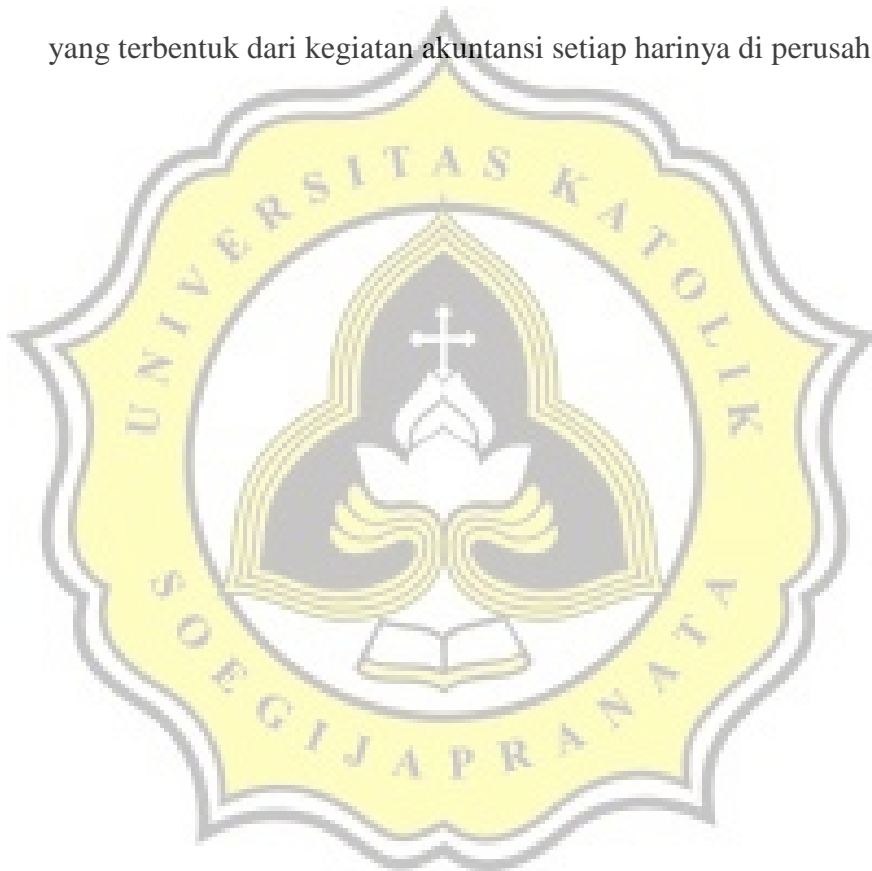 yang terbentuk dari kegiatan akuntansi setiap harinya di perusah
UNIVERSITAS KATOLIK
SOEGIJAPRANATA